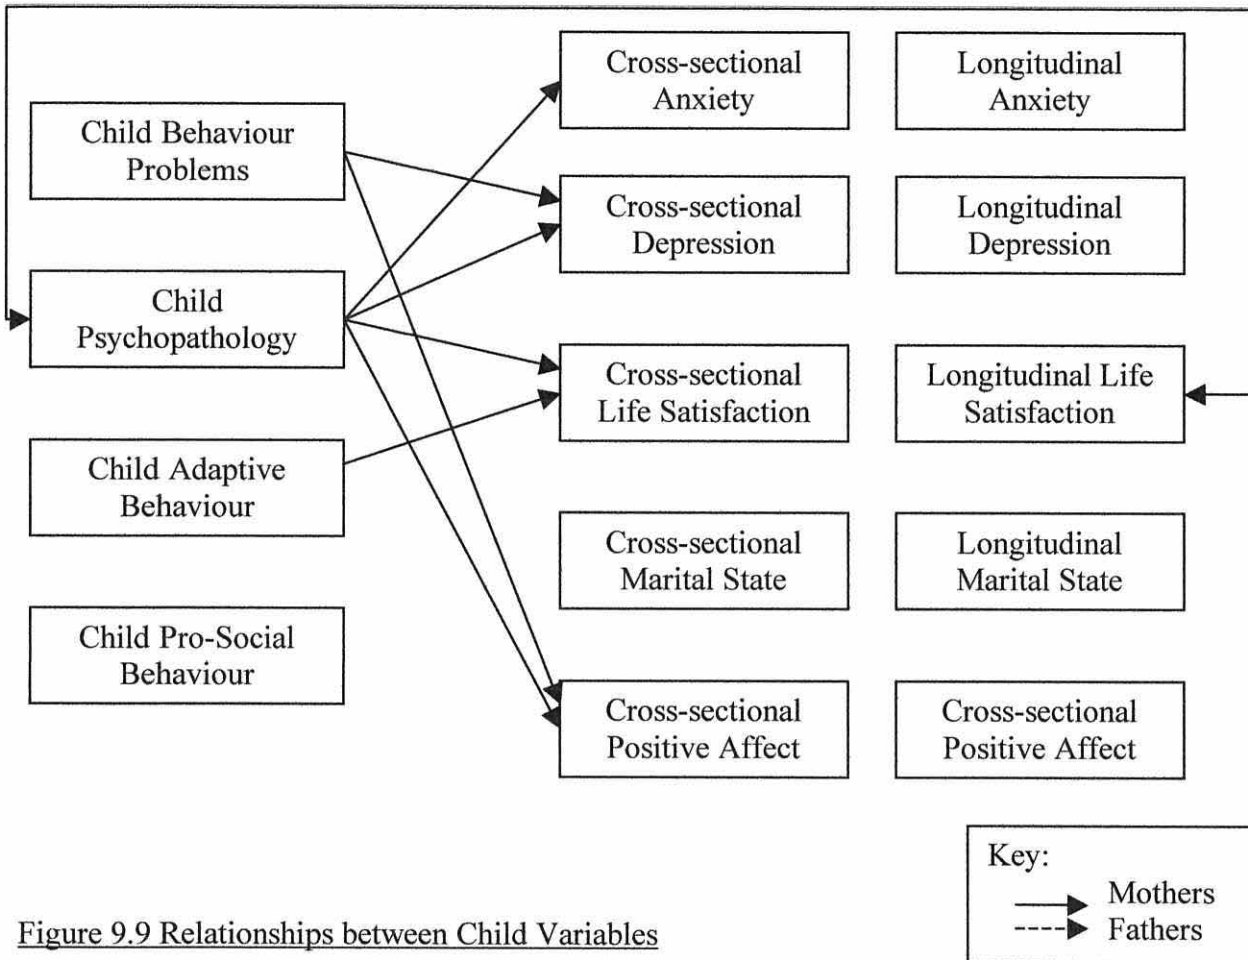 Child Behaviour
Problems
Child
Psychopathology
Child Adaptive
Behaviour
Child Pro-Social
Behaviour
Cross-sectional
Anxiety
Cross-sectional
Depression
Cross-sectional
Life Satisfaction
Cross-sectional
Marital State
Cross-sectional
Positive Affect
Longitudinal
Anxiety
Longitudinal
Depression
Longitudinal Life
Satisfaction
Longitudinal
Marital State
Cross-sectional
Positive Affect
Key:
Mothers
Fathers
Figure 9.9 Relationships between Child Variables